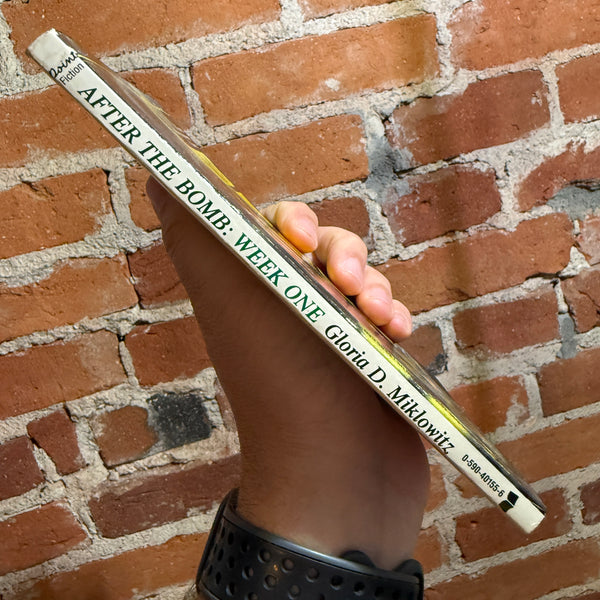 Point
Fiction
AFTER THE BOMB: WEEK ONE Gloria D. Miklowitz 0-590-40155-6